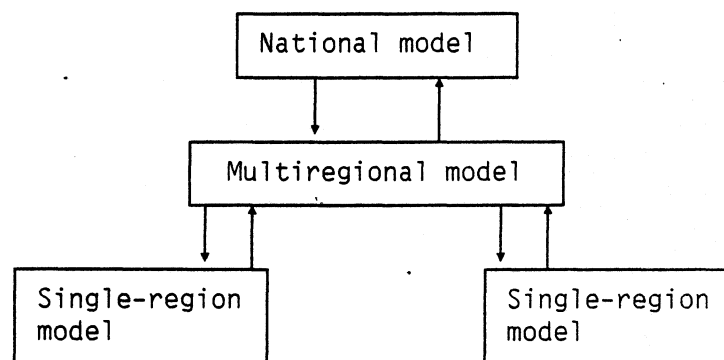 National model
Multiregional model
Single-region
model
Single-region
model